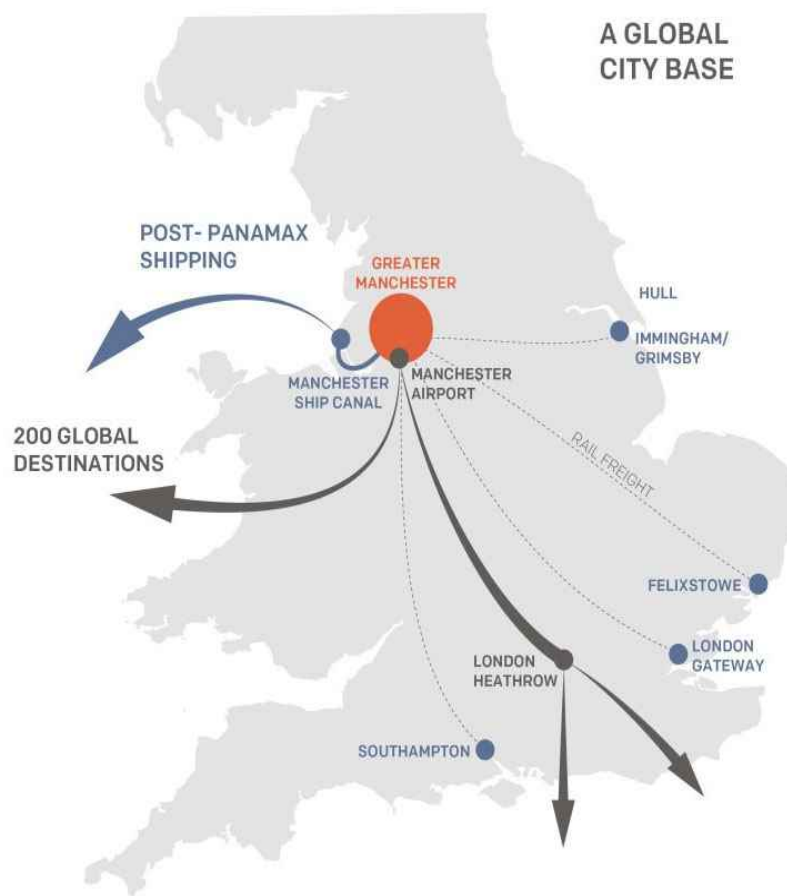 A GLOBAL
CITY BASE
POST- PANAMAX
SHIPPING
GREATER
MANCHESTER
HULL
IMMINGHAM/
GRIMSBY
MANCHESTER
SHIP CANAL
MANCHESTER
AIRPORT
200 GLOBAL
DESTINATIONS
RAIL FREIGHT
FELIXSTOWE
LONDON
GATEWAY
LONDON
HEATHROW
SOUTHAMPTON